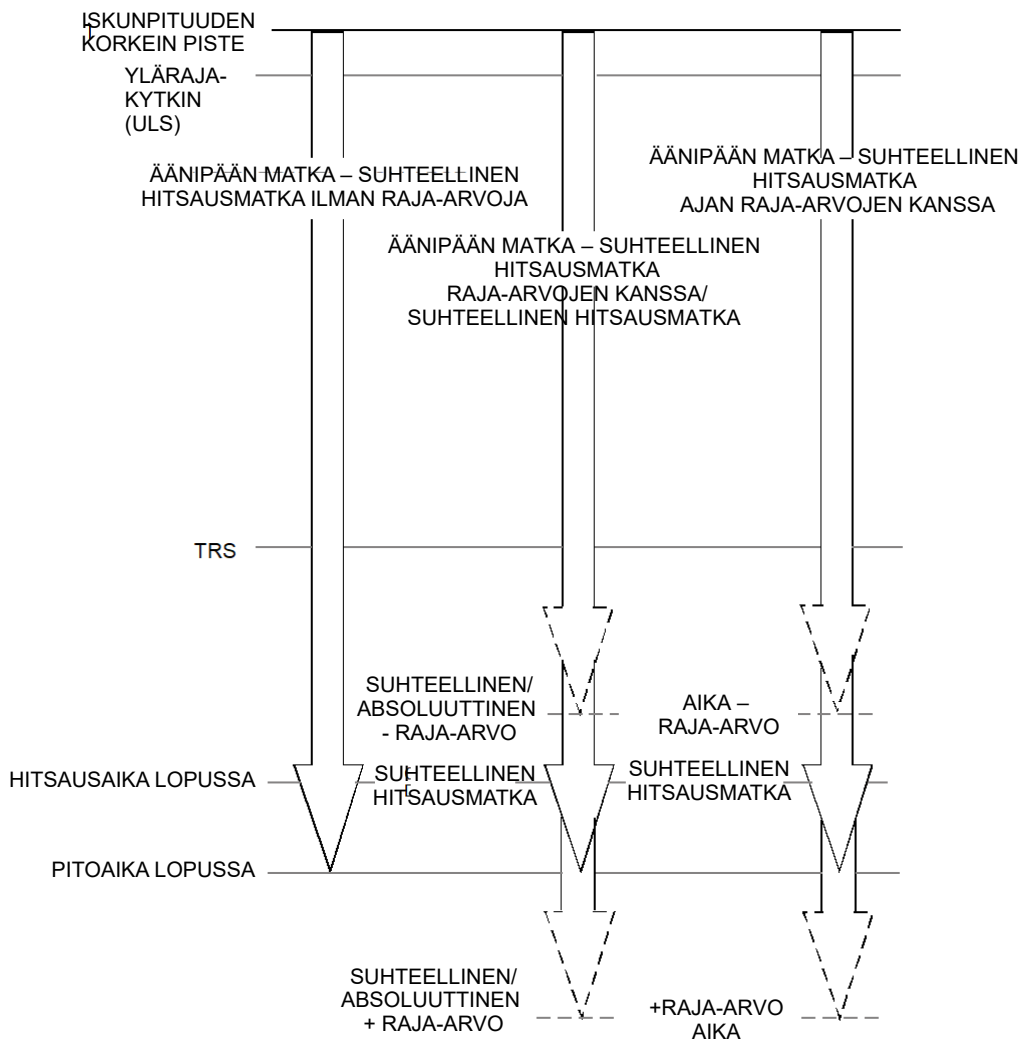 ISKUNPITUUDEN
KORKEIN PISTE
YLÄRAJA-
KYTKIN
(ULS)
ÄÄNIPÄÄN MATKA – SUHTEELLINEN
HITSAUSMATKA ILMAN RAJA-ARVOJA
ÄÄNIPÄÄN MATKA – SUHTEELLINEN
HITSAUSMATKA
AJAN RAJA-ARVOJEN KANSSA
ÄÄNIPÄÄN MATKA – SUHTEELLINEN
HITSAUSMATKA
RAJA-ARVOJEN KANSSA/
SUHTEELLINEN HITSAUSMATKA
TRS
SUHTEELLINEN/
ABSOLUUTTINEN
- RAJA-ARVO
AIKA –
RAJA-ARVO
HITSAUSAIKA LOPUSSA
SUHTEELLINEN
HITSAUSMATKA
SUHTEELLINEN
HITSAUSMATKA
PITOAIKA LOPUSSA
SUHTEELLINEN/
ABSOLUUTTINEN
+ RAJA-ARVO
+RAJA-ARVO
AIKA